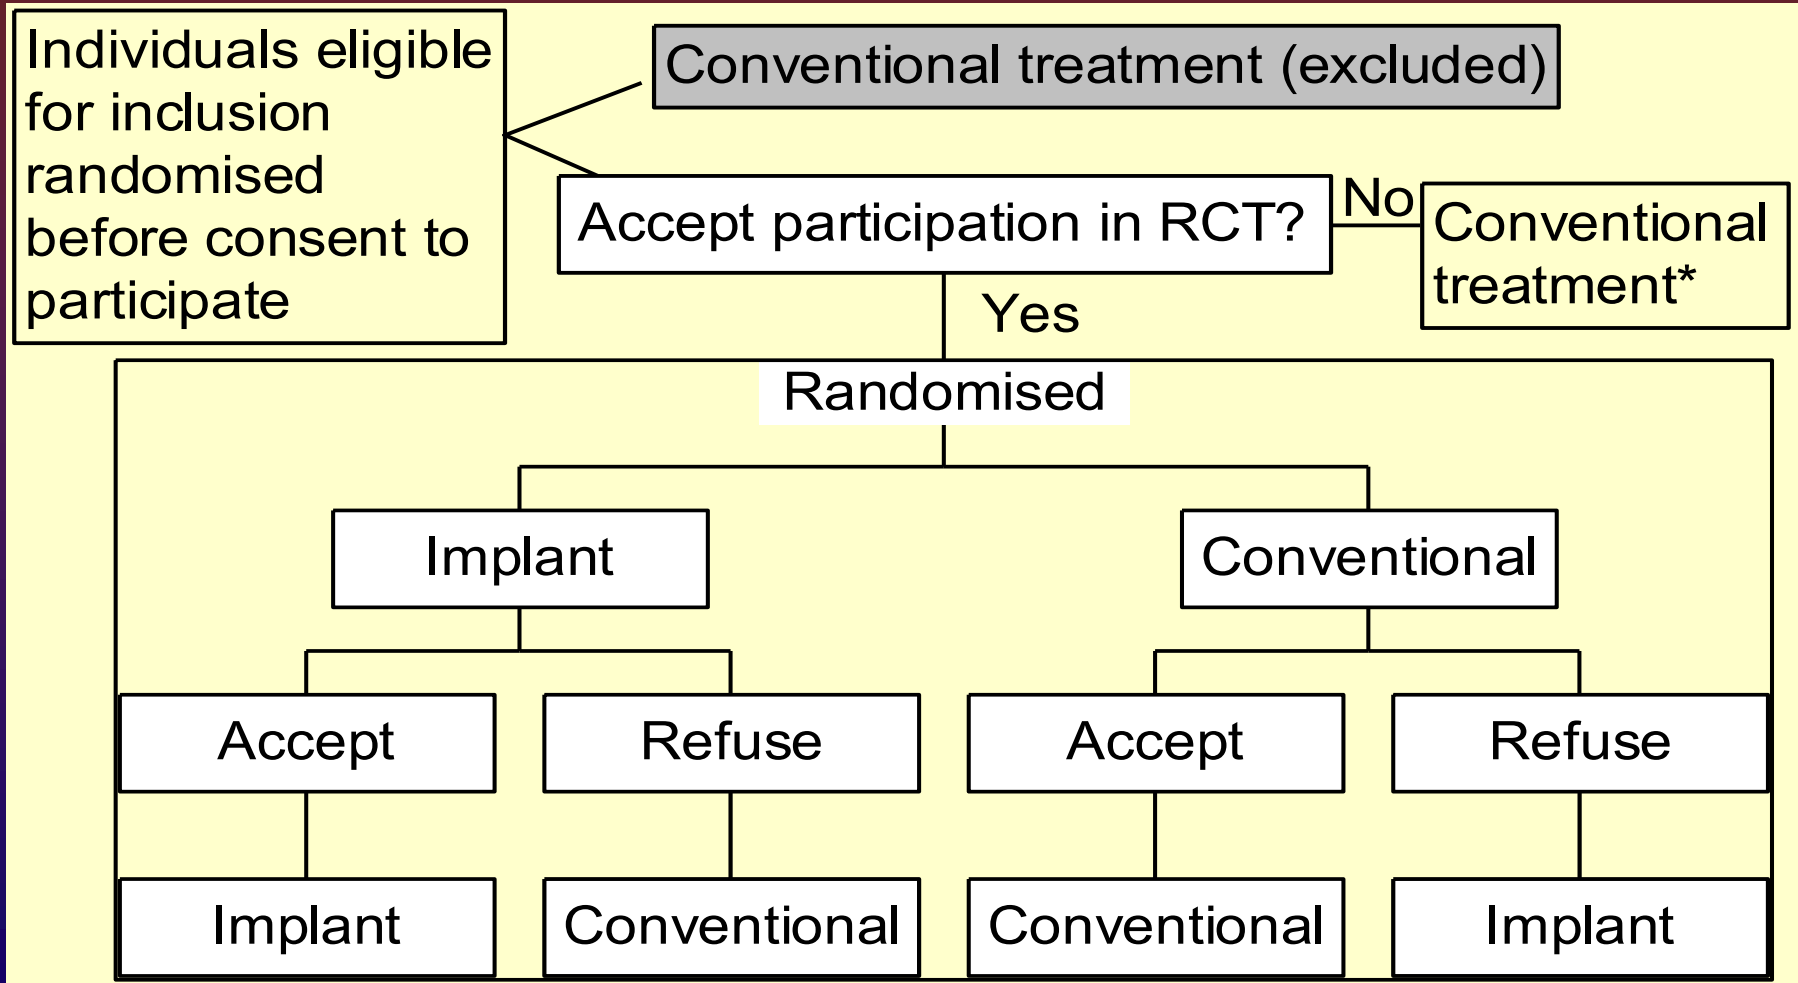 Individuals eligible
for inclusion
randomised
before consent to
participate
Conventional treatment (excluded)
Accept participation in RCT?
No
Conventional
treatment*
Yes
Randomised
Implant
Conventional
Accept
Refuse
Accept
Refuse
Implant
Conventional
Conventional
Implant